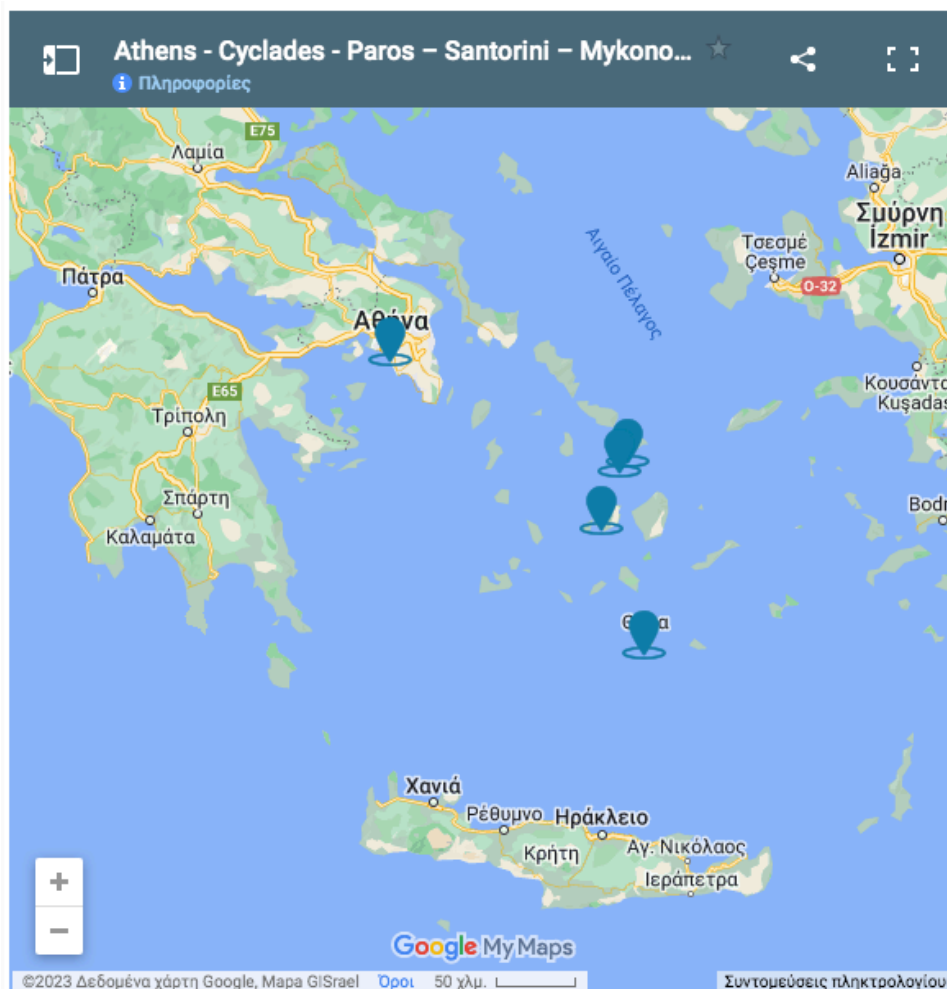 Athens - Cyclades - Paros – Santorini – Mykono...
Πληροφορίες
E75
Λαμία
Aliağa
Σμύρνη
İzmir
Τσεσμέ
Çeşme
O-32
Αιγαίο Πέλαγος
Πάτρα
Κουσάντα
Kuşadas
E65
Τρίπολη
Σπάρτη
Καλαμάτα
Bodr
Χανιά
Ρέθυμνο
Ηράκλειο
Κρήτη
Αγ. Νικόλαος
Ιεράπετρα
+
−
Google My Maps
©2023 Δεδομένα χάρτη Google, Mapa GISrael
Όροι
50 χλμ.
Συντομεύσεις πληκτρολογίου